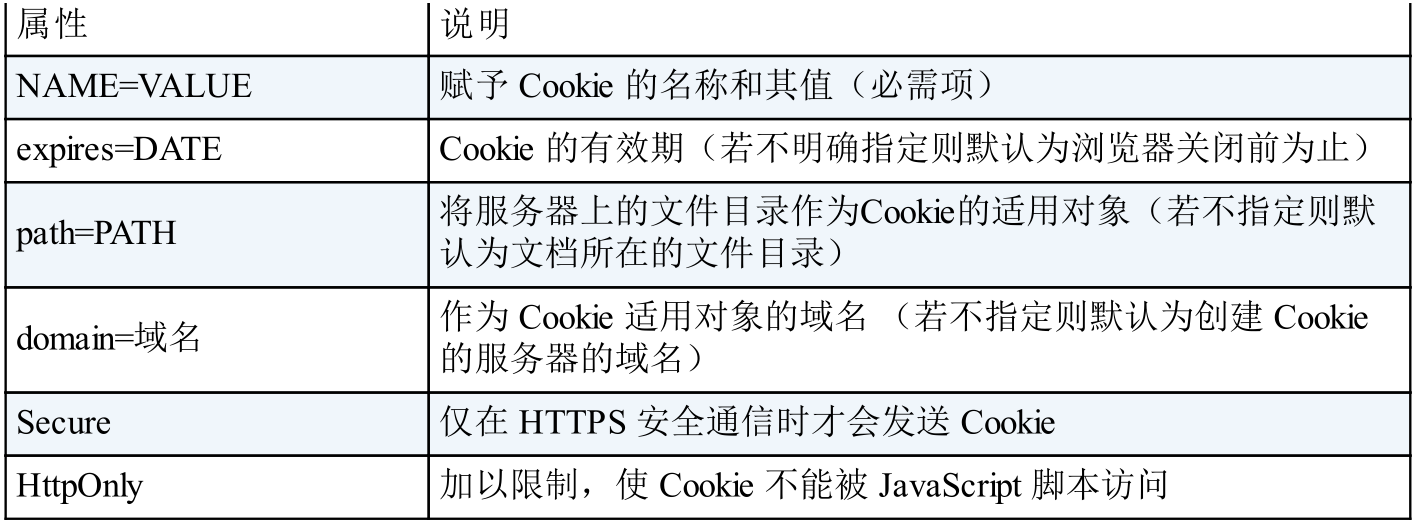 属性 说明
NAME=VALUE 赋予 Cookie 的名称和其值（必需项）
expires=DATE Cookie 的有效期（若不明确指定则默认为浏览器关闭前为止）
path=PATH 将服务器上的文件目录作为Cookie的适用对象（若不指定则默
认为文档所在的文件目录）
domain=域名 作为 Cookie 适用对象的域名 （若不指定则默认为创建 Cookie
的服务器的域名）
Secure 仅在 HTTPS 安全通信时才会发送 Cookie
HttpOnly 加以限制，使 Cookie 不能被 JavaScript 脚本访问